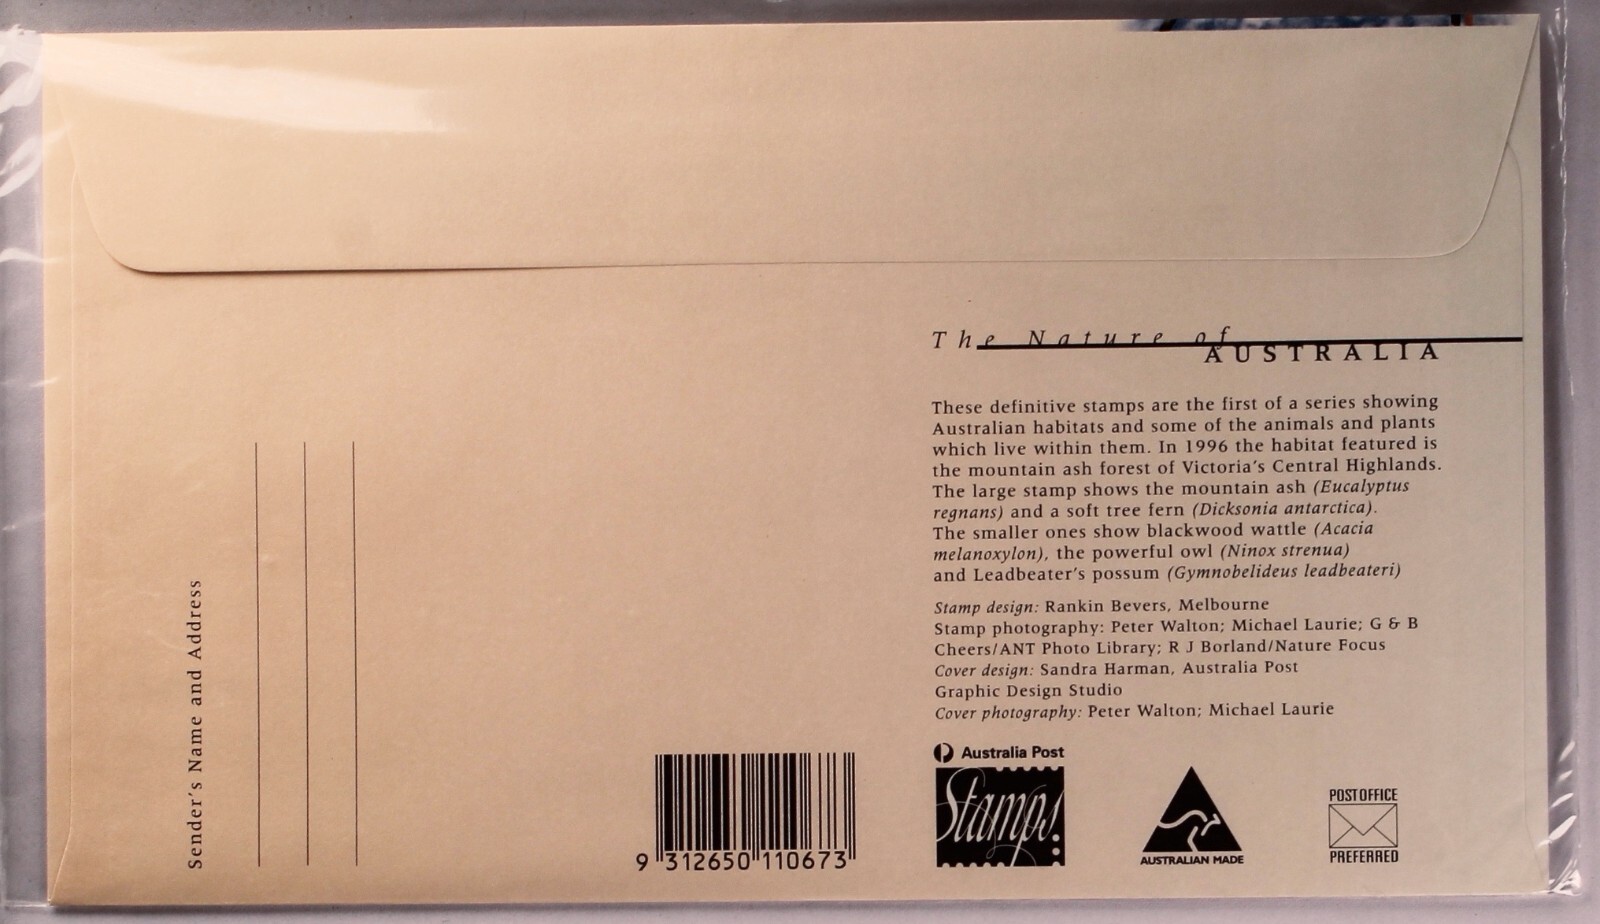 The Nature of
AUSTRALIA
These definitive stamps are the first of a series showing
Australian habitats and some of the animals and plants
which live within them. In 1996 the habitat featured is
the mountain ash forest of Victoria's Central Highlands.
The large stamp shows the mountain ash (Eucalyptus
regnans) and a soft tree fern (Dicksonia antarctica).
The smaller ones show blackwood wattle (Acacia
melanoxylon), the powerful owl (Ninox strenua)
and Leadbeater's possum (Gymnobelideus leadbeateri)
Stamp design: Rankin Bevers, Melbourne
Stamp photography: Peter Walton; Michael Laurie; G & B
Cheers/ANT Photo Library; R J Borland/Nature Focus
Cover design: Sandra Harman, Australia Post
Graphic Design Studio
Cover photography: Peter Walton; Michael Laurie
Sender's Name and Address
9 312650 110673
Australia Post
Stamps.
AUSTRALIAN MADE
POST OFFICE
PREFERRED